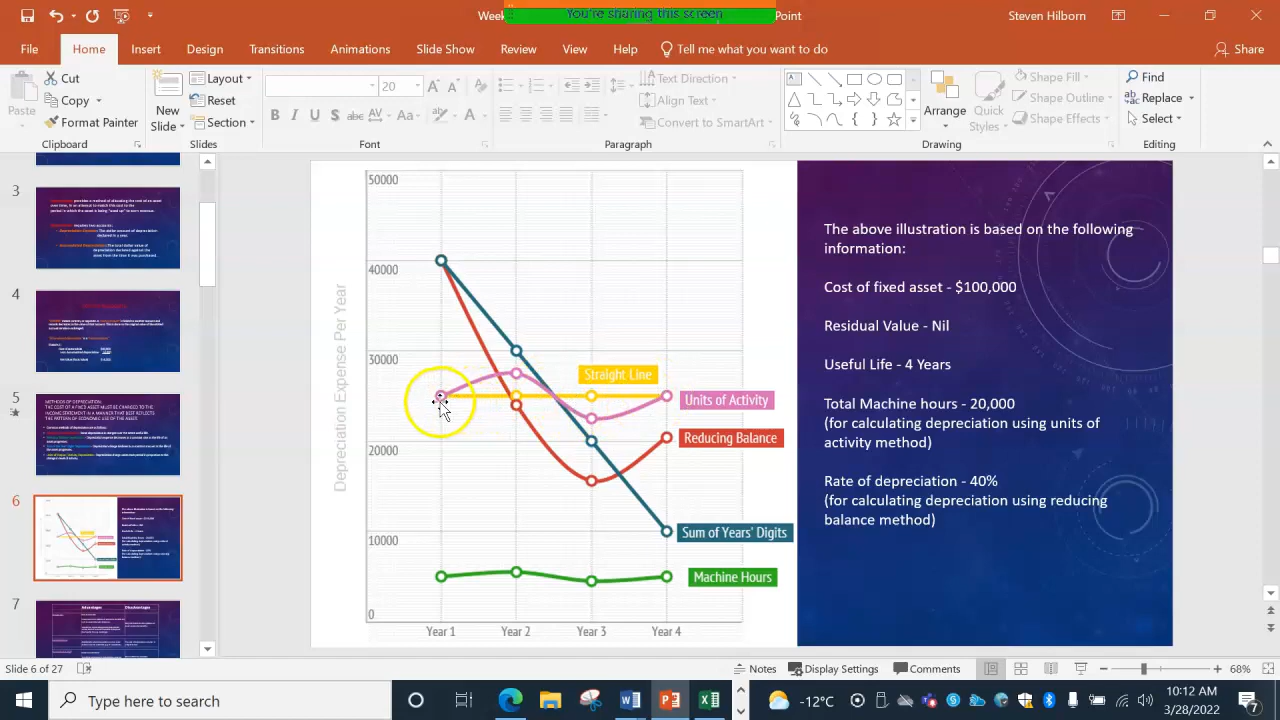 Week
You're sharing this screen
Point
Steven Hilborn
File
Home
Insert
Design
Transitions
Animations
Slide Show
Review
View
Help
Tell me what you want to do
Share
Paste
Cut
Copy
Format Painter
Clipboard
New
Slide
Layout
Reset
Section
Slides
20
Font
Text Direction
Align Text
Convert to SmartArt
Paragraph
Arrange
Quick
Styles
Shape Fill
Shape Outline
Shape Effects
Drawing
Find
Replace
Select
Editing
3
4
5
METHODS OF DEPRECIATION:
6
7
Advantages
Disadvantages
Depreciation Expense Per Year
50000
40000
30000
20000
10000
0
Straight Line
Units of Activity
Reducing Balance
Sum of Years' Digits
Machine Hours
Year 1
Year 2
Year 3
Year 4
The above illustration is based on the following
information:
Cost of fixed asset - $100,000
Residual Value - Nil
Useful Life - 4 Years
Total Machine hours - 20,000
(for calculating depreciation using units of
activity method)
Rate of depreciation - 40%
(for calculating depreciation using reducing
balance method)
Slide 6 of 27
Notes
Display Settings
Comments
68%
Type here to search
-12°C
10:12 AM
3/28/2022
7